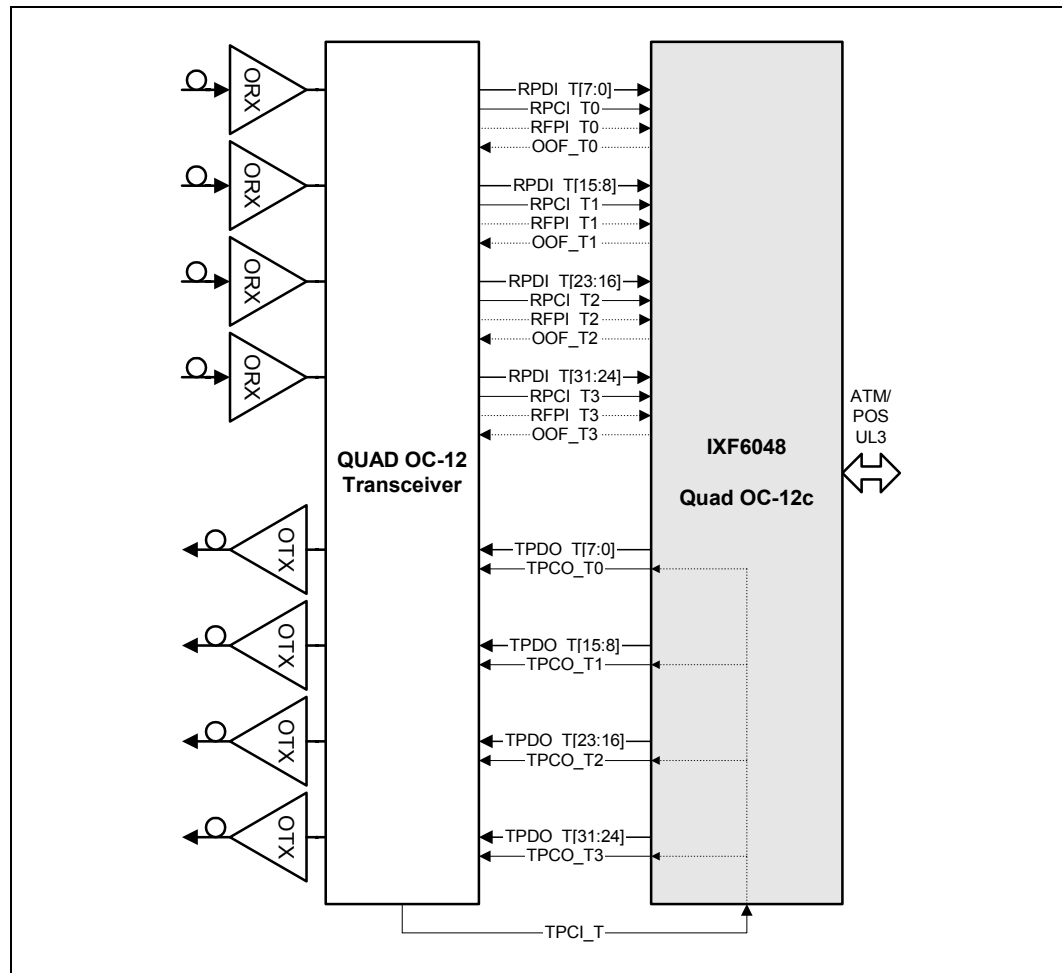 ORX
RPDI_T[7:0]
RPCI_T0
RFPI_T0
OOF_T0
ORX
RPDI_T[15:8]
RPCI_T1
RFPI_T1
OOF_T1
ORX
RPDI_T[23:16]
RPCI_T2
RFPI_T2
OOF_T2
ORX
RPDI_T[31:24]
RPCI_T3
RFPI_T3
OOF_T3
QUAD OC-12
Transceiver
IXF6048
Quad OC-12c
ATM/
POS
UL3
OTX
TPDO_T[7:0]
TPCO_T0
OTX
TPDO_T[15:8]
TPCO_T1
OTX
TPDO_T[23:16]
TPCO_T2
OTX
TPDO_T[31:24]
TPCO_T3
TPCI_T